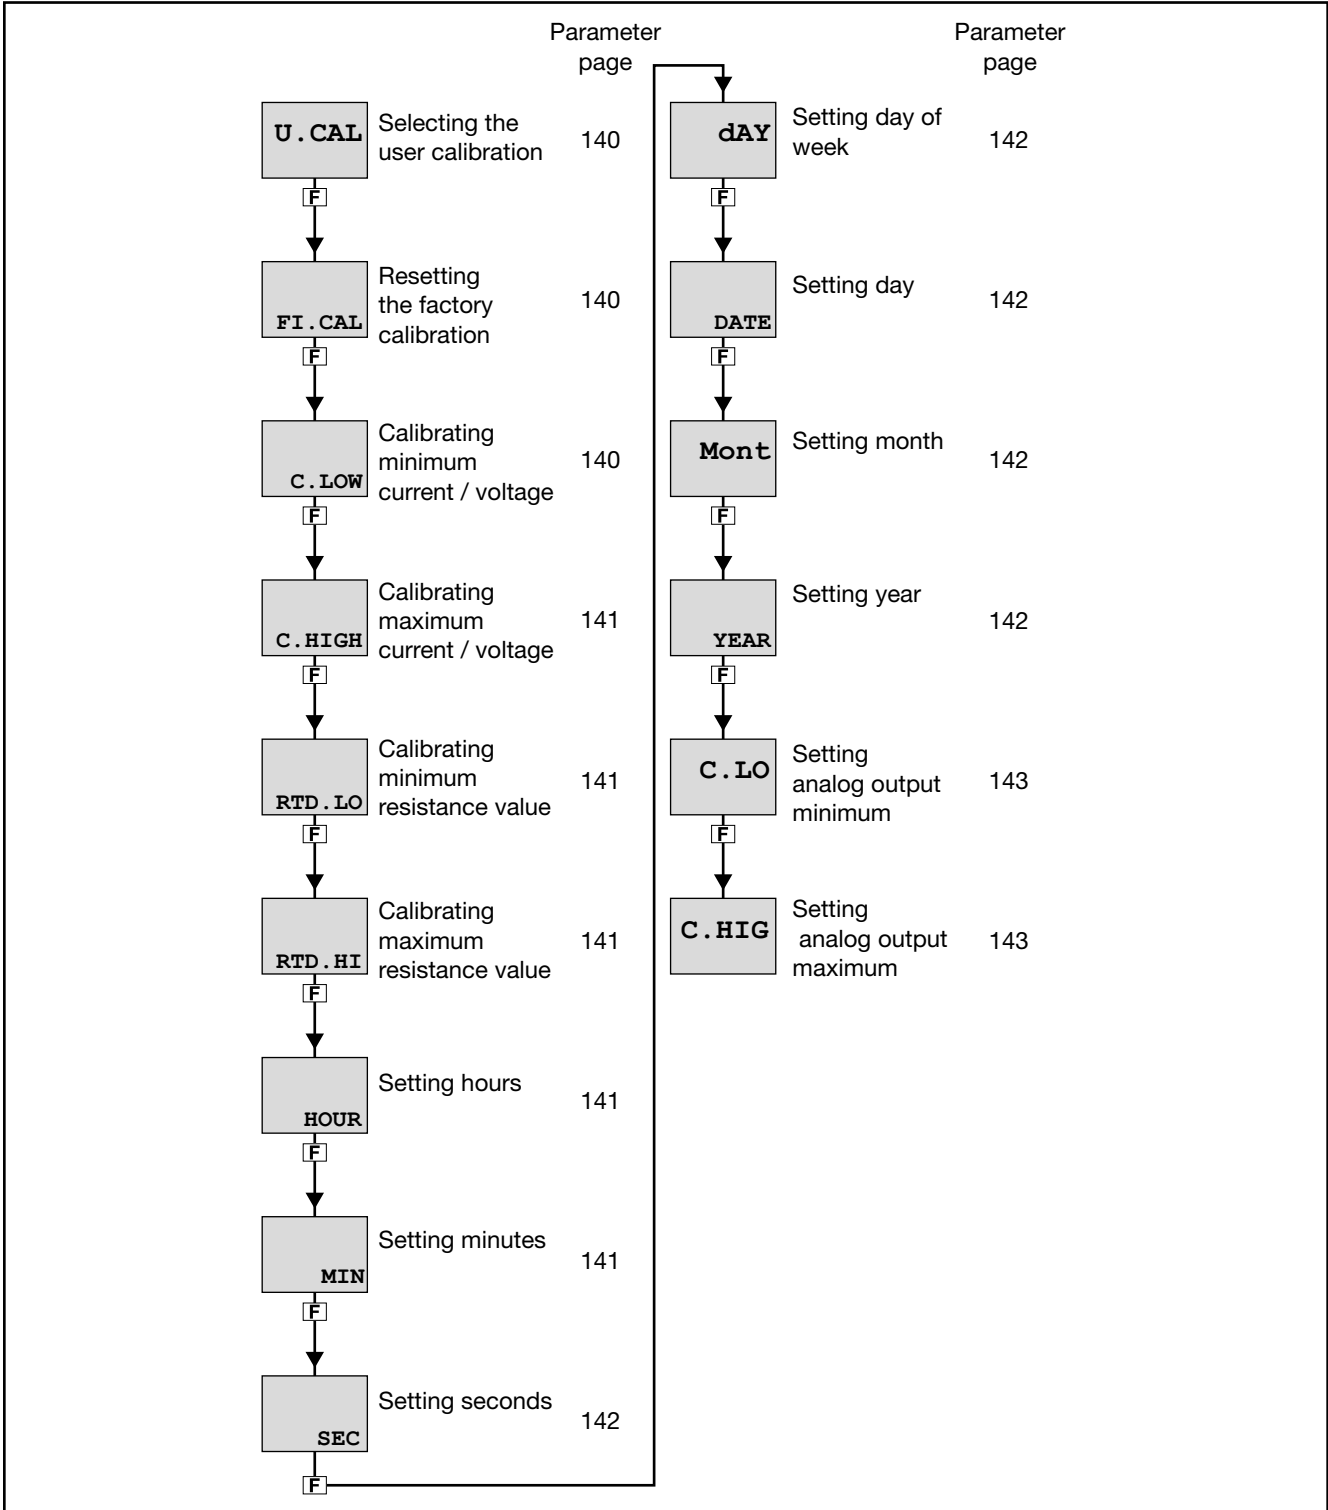 Parameter
page
U.CAL
Selecting the
user calibration
140
F
FI.CAL
Resetting
the factory
calibration
140
F
C.LOW
Calibrating
minimum
current / voltage
140
F
C.HIGH
Calibrating
maximum
current / voltage
141
F
RTD.LO
Calibrating
minimum
resistance value
141
F
RTD.HI
Calibrating
maximum
resistance value
141
F
HOUR
Setting hours
141
F
MIN
Setting minutes
141
F
SEC
Setting seconds
142
F
Parameter
page
dAY
Setting day of
week
142
F
DATE
Setting day
142
F
Mont
Setting month
142
F
YEAR
Setting year
142
F
C.LO
Setting
analog output
minimum
143
F
C.HIG
Setting
analog output
maximum
143